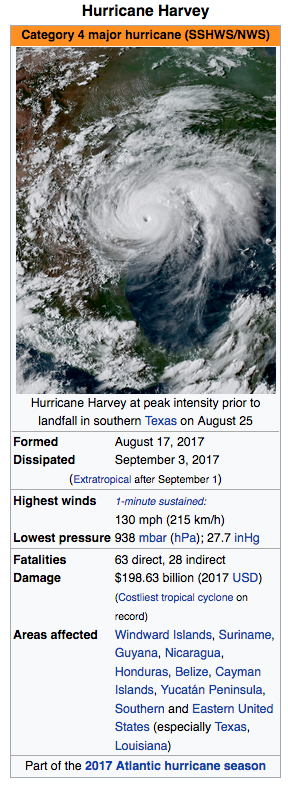 Hurricane Harvey
Category 4 major hurricane (SSHWS/NWS)
Hurricane Harvey at peak intensity prior to
landfall in southern Texas on August 25
Formed August 17, 2017
Dissipated September 3, 2017
(Extratropical after September 1)
Highest winds 1-minute sustained:
130 mph (215 km/h)
Lowest pressure 938 mbar (hPa); 27.7 inHg
Fatalities 63 direct, 28 indirect
Damage $198.63 billion (2017 USD)
(Costliest tropical cyclone on
record)
Areas affected Windward Islands, Suriname,
Guyana, Nicaragua,
Honduras, Belize, Cayman
Islands, Yucatán Peninsula,
Southern and Eastern United
States (especially Texas,
Louisiana)
Part of the 2017 Atlantic hurricane season